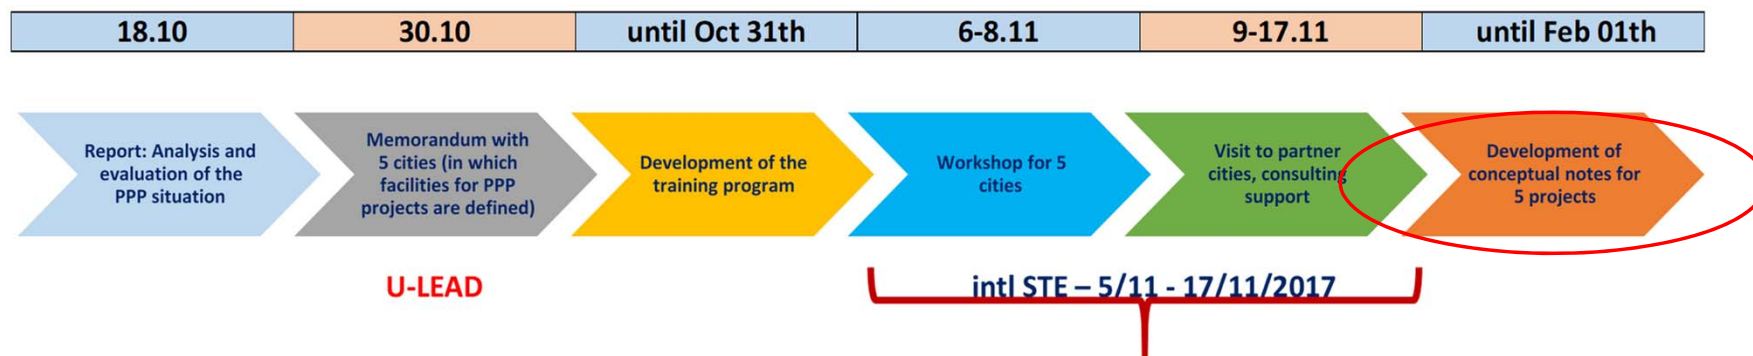 18.10 30.10 until Oct 31th 6-8.11 9-17.11 until Feb 01th
Report: Analysis and
evaluation of the
PPP situation
Memorandum with
5 cities (in which
facilities for PPP
projects are defined)
Development of the
training program
Workshop for 5
cities
Visit to partner
cities, consulting
support
Development of
conceptual notes for
5 projects
U-LEAD
intl STE – 5/11 - 17/11/2017